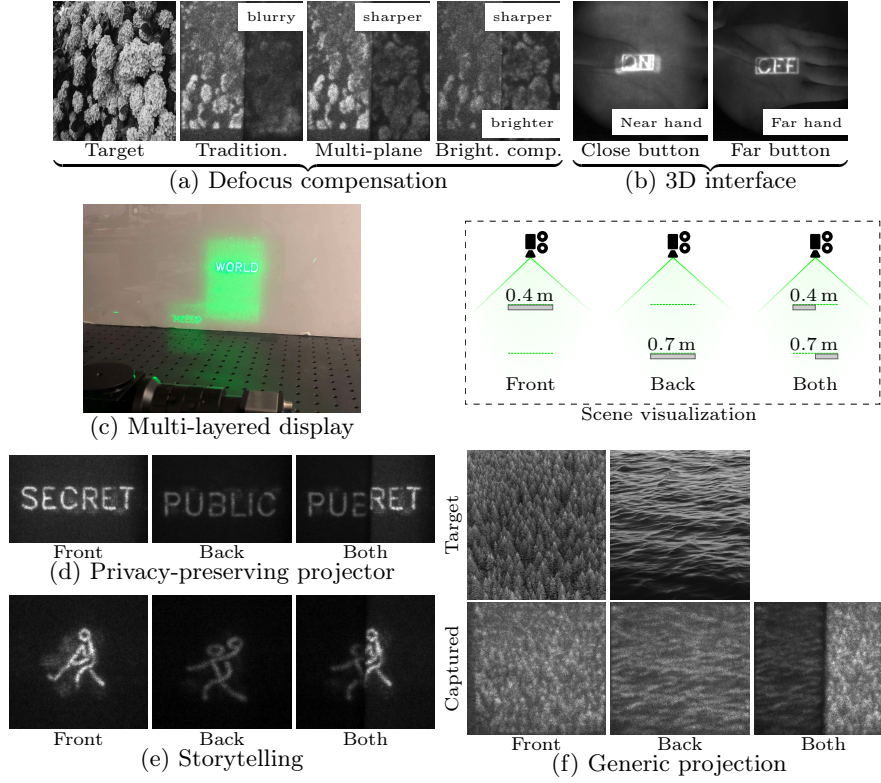 blurry
sharper
sharper
brighter
Near hand
Far hand
ON
OFF
Target
Tradition.
Multi-plane
Bright. comp.
Close button
Far button
(a) Defocus compensation
(b) 3D interface
WORLD
0.4 m
0.4 m
0.7 m
0.7 m
Front
Back
Both
Scene visualization
(c) Multi-layered display
SECRET
PUBLIC
PUBRET
Front
Back
Both
(d) Privacy-preserving projector
Target
Captured
Front
Back
Both
(e) Storytelling
Front
Back
Both
(f) Generic projection